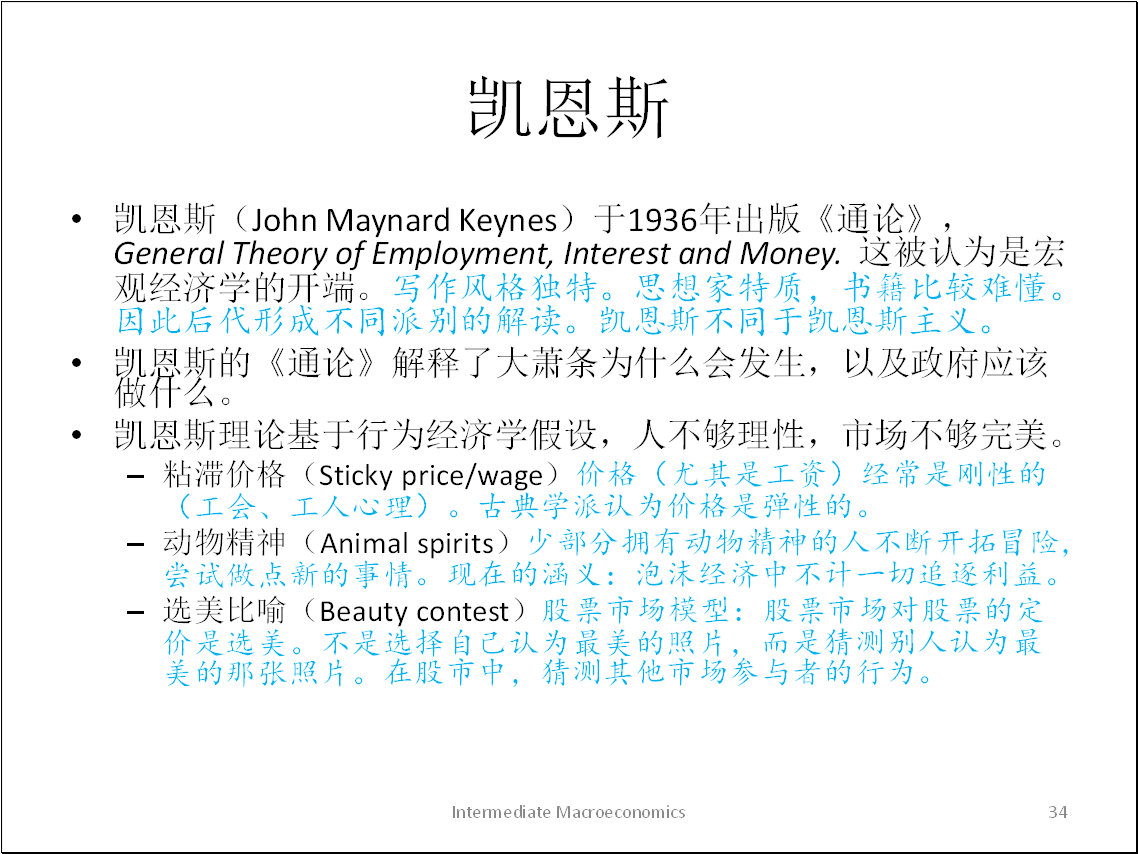 凯恩斯
• 凯恩斯（John Maynard Keynes）于1936年出版《通论》，
General Theory of Employment, Interest and Money. 这被认为是宏
观经济学的开端。写作风格独特。思想家特质，书籍比较难懂。
因此后代形成不同派别的解读。凯恩斯不同于凯恩斯主义。
• 凯恩斯的《通论》解释了大萧条为什么会发生，以及政府应该
做什么。
• 凯恩斯理论基于行为经济学假设，人不够理性，市场不够完美。
– 粘滞价格（Sticky price/wage）价格（尤其是工资）经常是刚性的
（工会、工人心理）。古典学派认为价格是弹性的。
– 动物精神（Animal spirits）少部分拥有动物精神的人不断开拓冒险，
尝试做点新的事情。现在的涵义：泡沫经济中不计一切追逐利益。
– 选美比喻（Beauty contest）股票市场模型：股票市场对股票的定
价是选美。不是选择自己认为最美的照片，而是猜测别人认为最
美的那张照片。在股市中，猜测其他市场参与者的行为。
Intermediate Macroeconomics
34